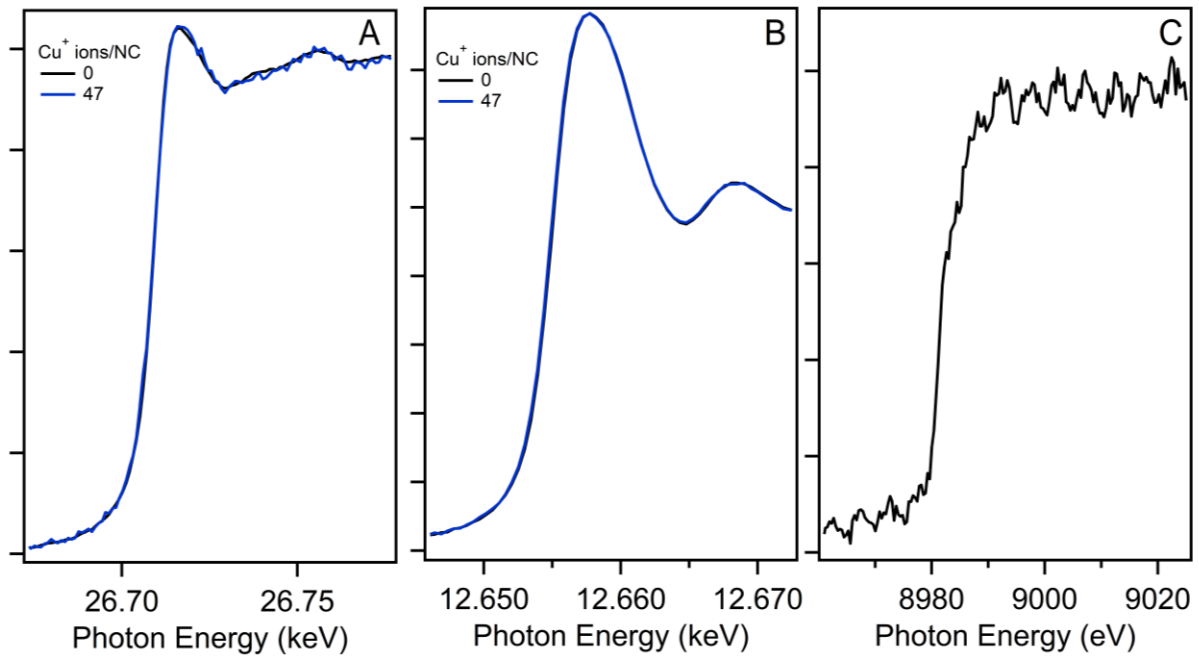 A
Cu+ ions/NC
0
47
26.70
26.75
Photon Energy (keV)
B
Cu+ ions/NC
0
47
12.650
12.660
12.670
Photon Energy (keV)
C
8980
9000
9020
Photon Energy (eV)